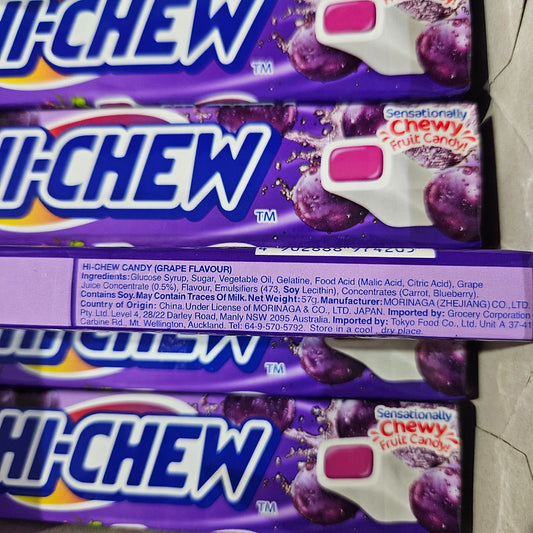 HI-CHEW
TM
HI-CHEW
TM
Sensationally
Chewy
Fruit Candy!
HI-CHEW CANDY (GRAPE FLAVOUR)
Ingredients: Glucose Syrup, Sugar, Vegetable Oil, Gelatine, Food Acid (Malic Acid, Citric Acid), Grape
Juice Concentrate (0.5%), Flavour, Emulsifiers (473, Soy Lecithin), Concentrates (Carrot, Blueberry).
Contains Soy. May Contain Traces Of Milk. Net Weight: 57g. Manufacturer: MORINAGA (ZHEJIANG) CO., LTD.
Country of Origin: China. Under License of MORINAGA & CO., LTD. JAPAN. Imported by: Grocery Corporation
Pty. Ltd. Level 4, 28/22 Darley Road, Manly NSW 2095 Australia. Imported by: Tokyo Food Co., Ltd. Unit A 37-41
Carbine Rd., Mt. Wellington, Auckland. Tel: 64-9-570-5792. Store in a cool, dry place.
HI-CHEW
TM
HI-CHEW
TM
Sensationally
Chewy
Fruit Candy!